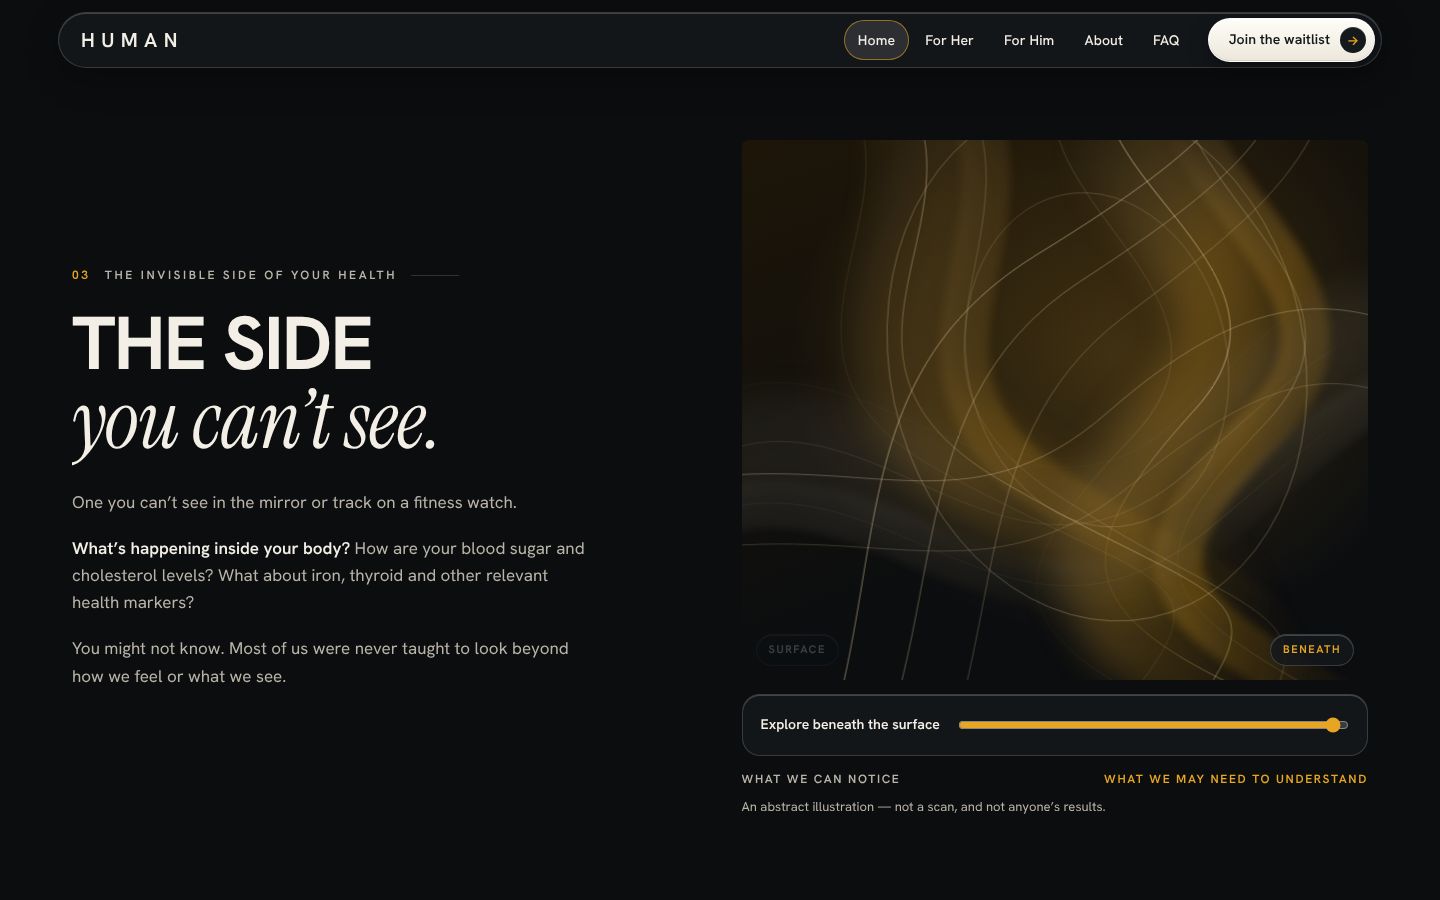 HUMAN
Home
For Her
For Him
About
FAQ
Join the waitlist →
03 THE INVISIBLE SIDE OF YOUR HEALTH
THE SIDE
you can’t see.
One you can’t see in the mirror or track on a fitness watch.
What’s happening inside your body? How are your blood sugar and
cholesterol levels? What about iron, thyroid and other relevant
health markers?
You might not know. Most of us were never taught to look beyond
how we feel or what we see.
SURFACE
BENEATH
Explore beneath the surface
WHAT WE CAN NOTICE
WHAT WE MAY NEED TO UNDERSTAND
An abstract illustration — not a scan, and not anyone’s results.